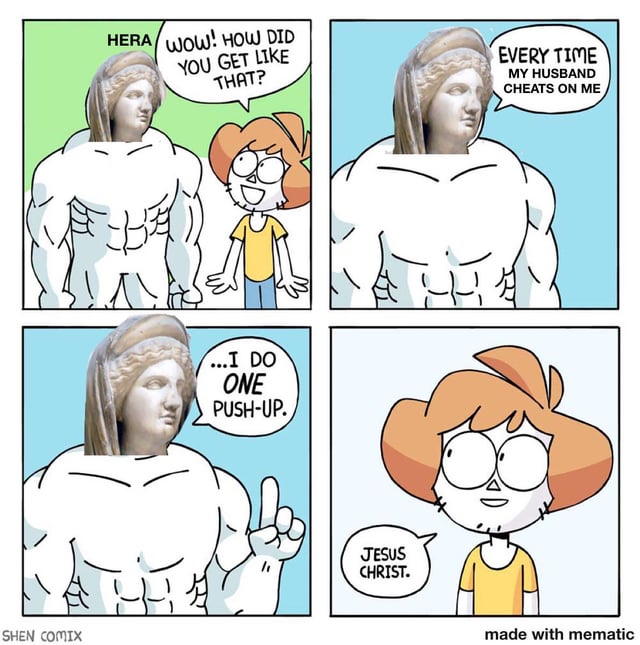 HERA
WOW! HOW DID
YOU GET LIKE
THAT?
EVERY TIME
MY HUSBAND
CHEATS ON ME
...I DO
ONE
PUSH-UP.
JESUS
CHRIST.
SHEN COMIX
made with mematic